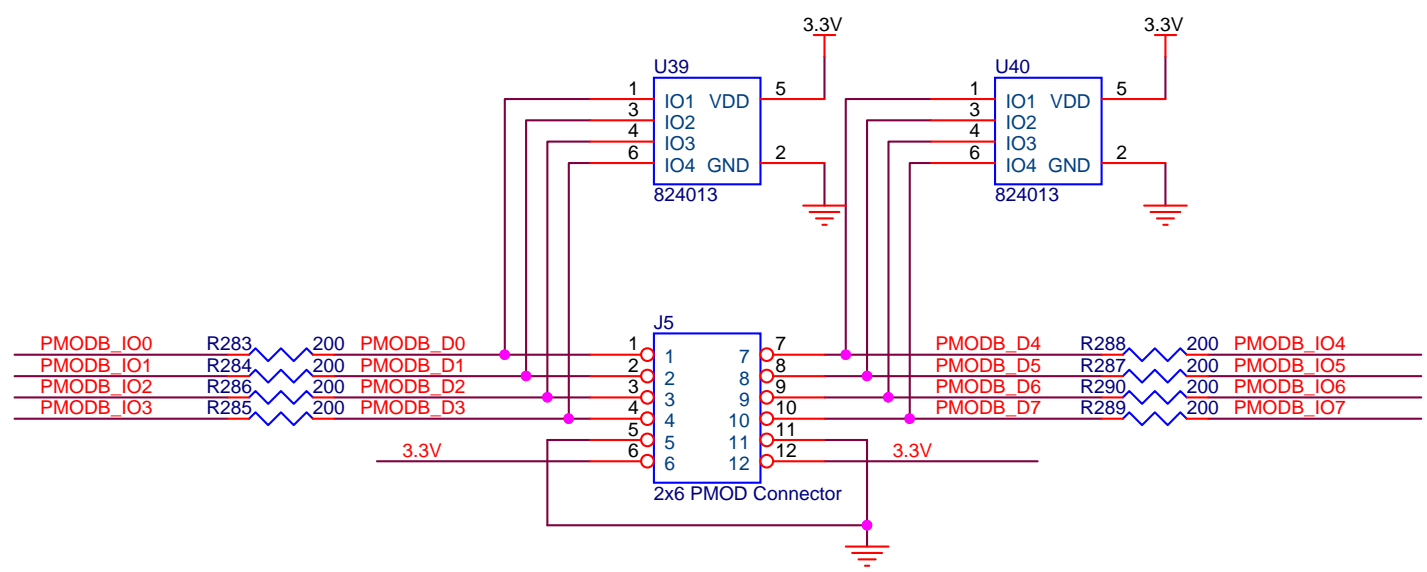 3.3V 3.3V
U39 U40
1 IO1 VDD 5 1 IO1 VDD 5
3 IO2 3 IO2
4 IO3 4 IO3
6 IO4 GND 2 6 IO4 GND 2
824013 824013
J5
PMODB_IO0 R283 200 PMODB_D0 1 1 7 7 PMODB_D4 R288 200 PMODB_IO4
PMODB_IO1 R284 200 PMODB_D1 2 2 8 8 PMODB_D5 R287 200 PMODB_IO5
PMODB_IO2 R286 200 PMODB_D2 3 3 9 9 PMODB_D6 R290 200 PMODB_IO6
PMODB_IO3 R285 200 PMODB_D3 4 4 10 10 PMODB_D7 R289 200 PMODB_IO7
5 5 11 11
3.3V 6 6 12 12 3.3V
2x6 PMOD Connector